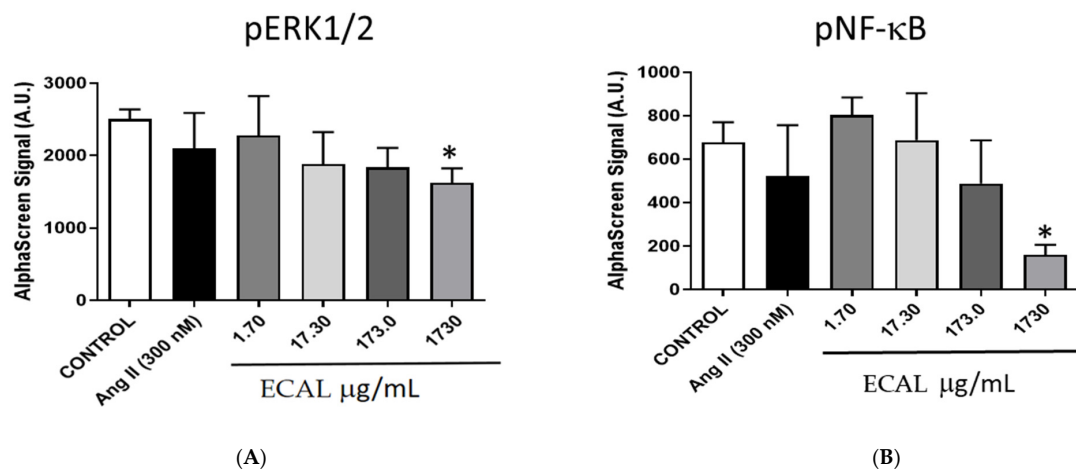 pERK1/2
AlphaScreen Signal (A.U.)
3000
2000
1000
0
*
CONTROL
Ang II (300 nM)
1.70
17.30
173.0
1730
ECAL µg/mL
(A)
pNF-κB
AlphaScreen Signal (A.U.)
1000
800
600
400
200
0
*
CONTROL
Ang II (300 nM)
1.70
17.30
173.0
1730
ECAL µg/mL
(B)